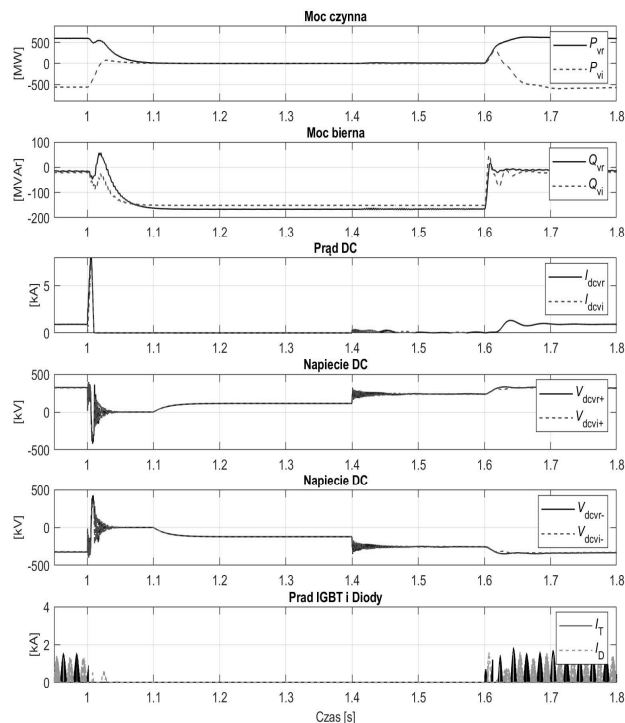 Moc czynna
[MW]
500
0
-500
P_vr
P_vi
1 1.1 1.2 1.3 1.4 1.5 1.6 1.7 1.8
Moc bierna
[MVAr]
100
0
-100
-200
Q_vr
Q_vi
1 1.1 1.2 1.3 1.4 1.5 1.6 1.7 1.8
Prąd DC
[kA]
5
0
I_dcvr
I_dcvi
1 1.1 1.2 1.3 1.4 1.5 1.6 1.7 1.8
Napiecie DC
[kV]
500
0
-500
V_dcvr+
V_dcvi+
1 1.1 1.2 1.3 1.4 1.5 1.6 1.7 1.8
Napiecie DC
[kV]
500
0
-500
V_dcvr-
V_dcvi-
1 1.1 1.2 1.3 1.4 1.5 1.6 1.7 1.8
Prad IGBT i Diody
[kA]
4
2
0
I_T
I_D
1 1.1 1.2 1.3 1.4 1.5 1.6 1.7 1.8
Czas [s]